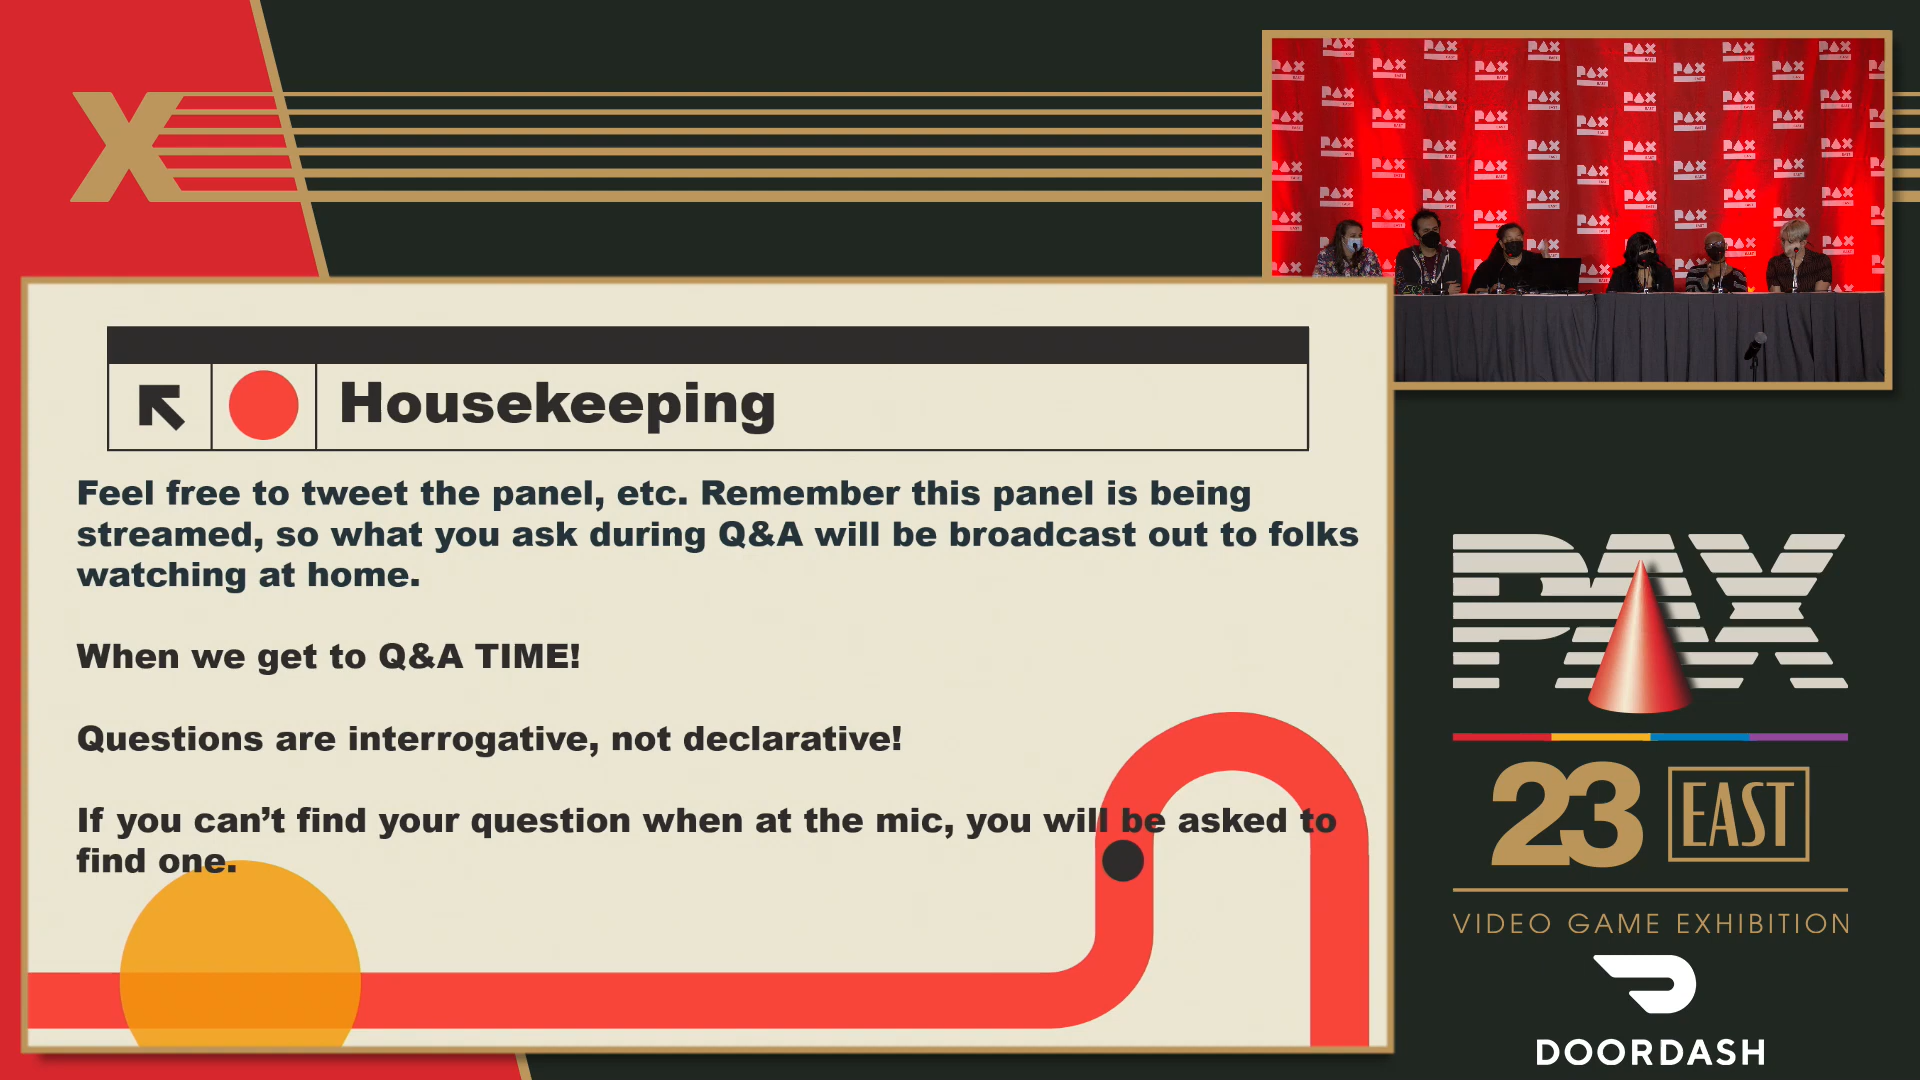 X
Housekeeping
Feel free to tweet the panel, etc. Remember this panel is being
streamed, so what you ask during Q&A will be broadcast out to folks
watching at home.
When we get to Q&A TIME!
Questions are interrogative, not declarative!
If you can’t find your question when at the mic, you will be asked to
find one.
PAX
23 EAST
VIDEO GAME EXHIBITION
DOORDASH